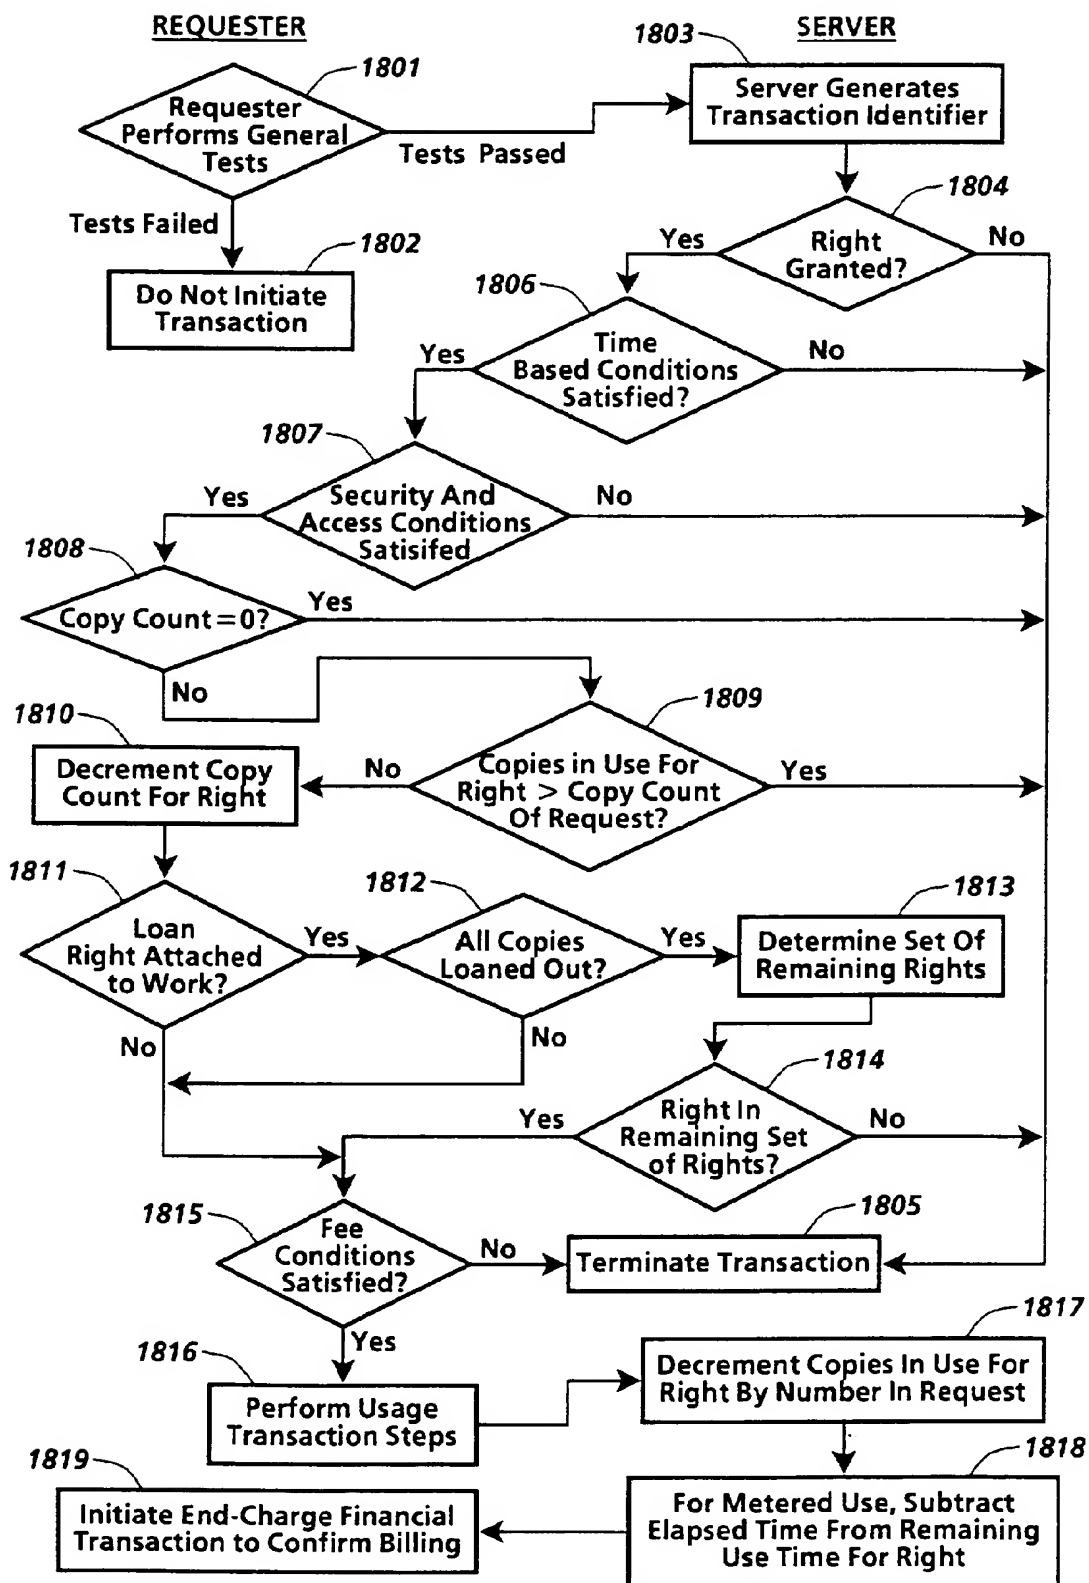 REQUESTER
SERVER
1801
Requester
Performs General
Tests
Tests Passed
Tests Failed
1802
Do Not Initiate
Transaction
1803
Server Generates
Transaction Identifier
1804
Right
Granted?
Yes
No
1806
Time
Based Conditions
Satisfied?
Yes
No
1807
Security And
Access Conditions
Satisifed
Yes
No
1808
Copy Count = 0?
Yes
No
1809
Copies in Use For
Right > Copy Count
Of Request?
No
Yes
1810
Decrement Copy
Count For Right
1811
Loan
Right Attached
to Work?
Yes
No
1812
All Copies
Loaned Out?
Yes
No
1813
Determine Set Of
Remaining Rights
1814
Right In
Remaining Set
of Rights?
Yes
No
1815
Fee
Conditions
Satisfied?
No
Yes
1805
Terminate Transaction
1816
Perform Usage
Transaction Steps
1817
Decrement Copies In Use For
Right By Number In Request
1818
For Metered Use, Subtract
Elapsed Time From Remaining
Use Time For Right
1819
Initiate End-Charge Financial
Transaction to Confirm Billing